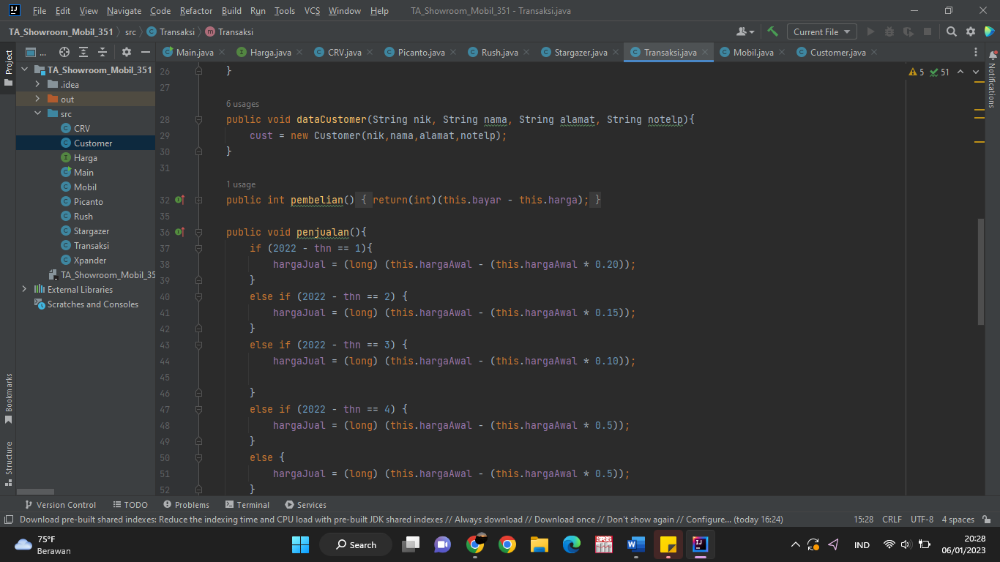 File Edit View Navigate Code Refactor Build Run Tools VCS Window Help TA_Showroom_Mobil_351 - Transaksi.java
TA_Showroom_Mobil_351 src Transaksi Transaksi Current File
Project ... Main.java Harga.java CRV.java Picanto.java Rush.java Stargazer.java Transaksi.java Mobil.java Customer.java
Notifications
TA_Showroom_Mobil_351
.idea
out
src
CRV
Customer
Harga
Main
Mobil
Picanto
Rush
Stargazer
Transaksi
Xpander
TA_Showroom_Mobil_35
External Libraries
Scratches and Consoles
Bookmarks
Structure
5 51
26 }
27
6 usages
28 public void dataCustomer(String nik, String nama, String alamat, String notelp){
29 cust = new Customer(nik,nama,alamat,notelp);
30 }
31
1 usage
32 public int pembelian() { return(int)(this.bayar - this.harga); }
35
36 public void penjualan(){
37 if (2022 - thn == 1){
38 hargaJual = (long) (this.hargaAwal - (this.hargaAwal * 0.20));
39 }
40 else if (2022 - thn == 2) {
41 hargaJual = (long) (this.hargaAwal - (this.hargaAwal * 0.15));
42 }
43 else if (2022 - thn == 3) {
44 hargaJual = (long) (this.hargaAwal - (this.hargaAwal * 0.10));
45
46 }
47 else if (2022 - thn == 4) {
48 hargaJual = (long) (this.hargaAwal - (this.hargaAwal * 0.5));
49 }
50 else {
51 hargaJual = (long) (this.hargaAwal - (this.hargaAwal * 0.5));
52 }
Version Control TODO Problems Terminal Services
Download pre-built shared indexes: Reduce the indexing time and CPU load with pre-built JDK shared indexes // Always download // Download once // Don't show again // Configure... (today 16:24) 15:28 CRLF UTF-8 4 spaces
75°F
Berawan
Search
SPSS
IND
20:28
06/01/2023